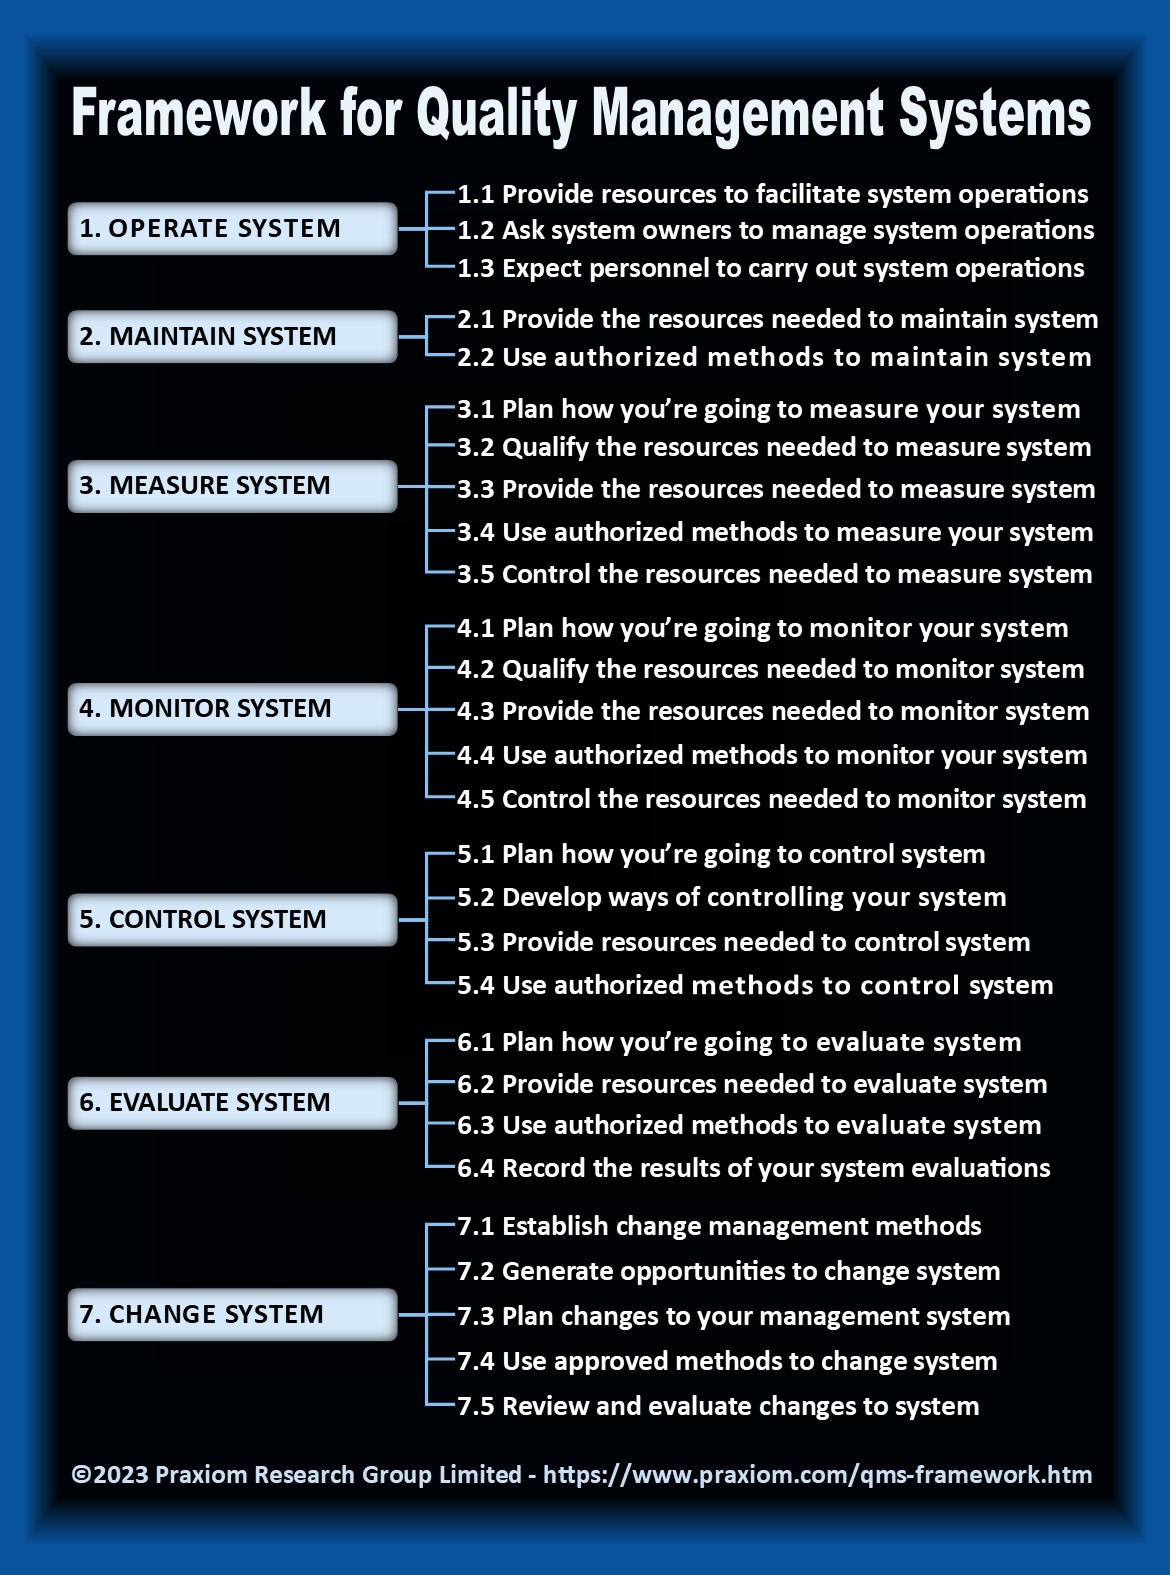 Framework for Quality Management Systems
1. OPERATE SYSTEM
1.1 Provide resources to facilitate system operations
1.2 Ask system owners to manage system operations
1.3 Expect personnel to carry out system operations
2. MAINTAIN SYSTEM
2.1 Provide the resources needed to maintain system
2.2 Use authorized methods to maintain system
3. MEASURE SYSTEM
3.1 Plan how you’re going to measure your system
3.2 Qualify the resources needed to measure system
3.3 Provide the resources needed to measure system
3.4 Use authorized methods to measure your system
3.5 Control the resources needed to measure system
4. MONITOR SYSTEM
4.1 Plan how you’re going to monitor your system
4.2 Qualify the resources needed to monitor system
4.3 Provide the resources needed to monitor system
4.4 Use authorized methods to monitor your system
4.5 Control the resources needed to monitor system
5. CONTROL SYSTEM
5.1 Plan how you’re going to control system
5.2 Develop ways of controlling your system
5.3 Provide resources needed to control system
5.4 Use authorized methods to control system
6. EVALUATE SYSTEM
6.1 Plan how you’re going to evaluate system
6.2 Provide resources needed to evaluate system
6.3 Use authorized methods to evaluate system
6.4 Record the results of your system evaluations
7. CHANGE SYSTEM
7.1 Establish change management methods
7.2 Generate opportunities to change system
7.3 Plan changes to your management system
7.4 Use approved methods to change system
7.5 Review and evaluate changes to system
©2023 Praxiom Research Group Limited - https://www.praxiom.com/qms-framework.htm